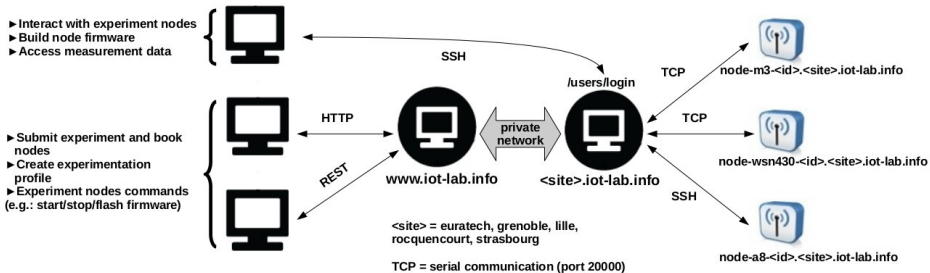 ►Interact with experiment nodes
►Build node firmware
►Access measurement data
SSH
/users/login
TCP
node-m3-<id>.<site>.iot-lab.info
►Submit experiment and book
nodes
►Create experimentation
profile
►Experiment nodes commands
(e.g.: start/stop/flash firmware)
HTTP
REST
www.iot-lab.info
private
network
<site>.iot-lab.info
TCP
node-wsn430-<id>.<site>.iot-lab.info
SSH
node-a8-<id>.<site>.iot-lab.info
<site> = euratech, grenoble, lille,
rocquencourt, strasbourg
TCP = serial communication (port 20000)